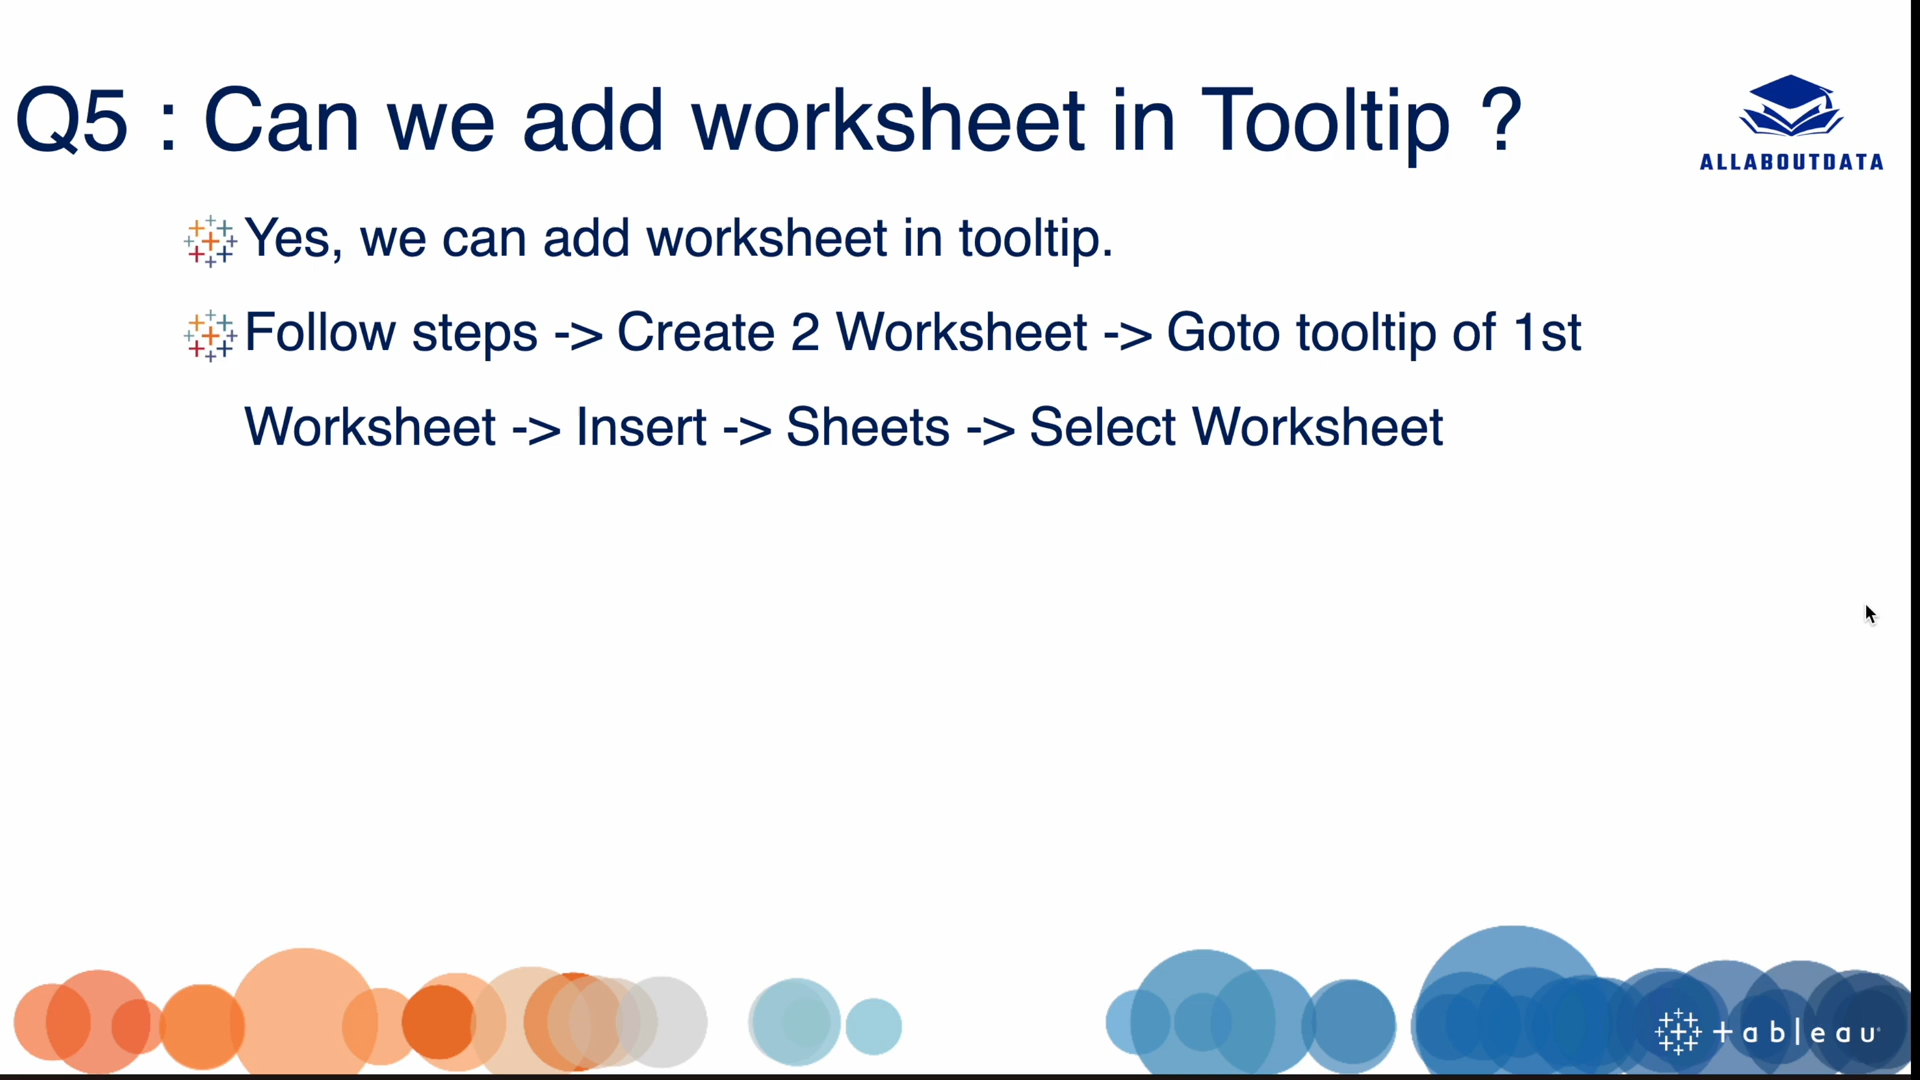 Q5 : Can we add worksheet in Tooltip ?
ALLABOUTDATA
Yes, we can add worksheet in tooltip.
Follow steps -> Create 2 Worksheet -> Goto tooltip of 1st
Worksheet -> Insert -> Sheets -> Select Worksheet
+ableau